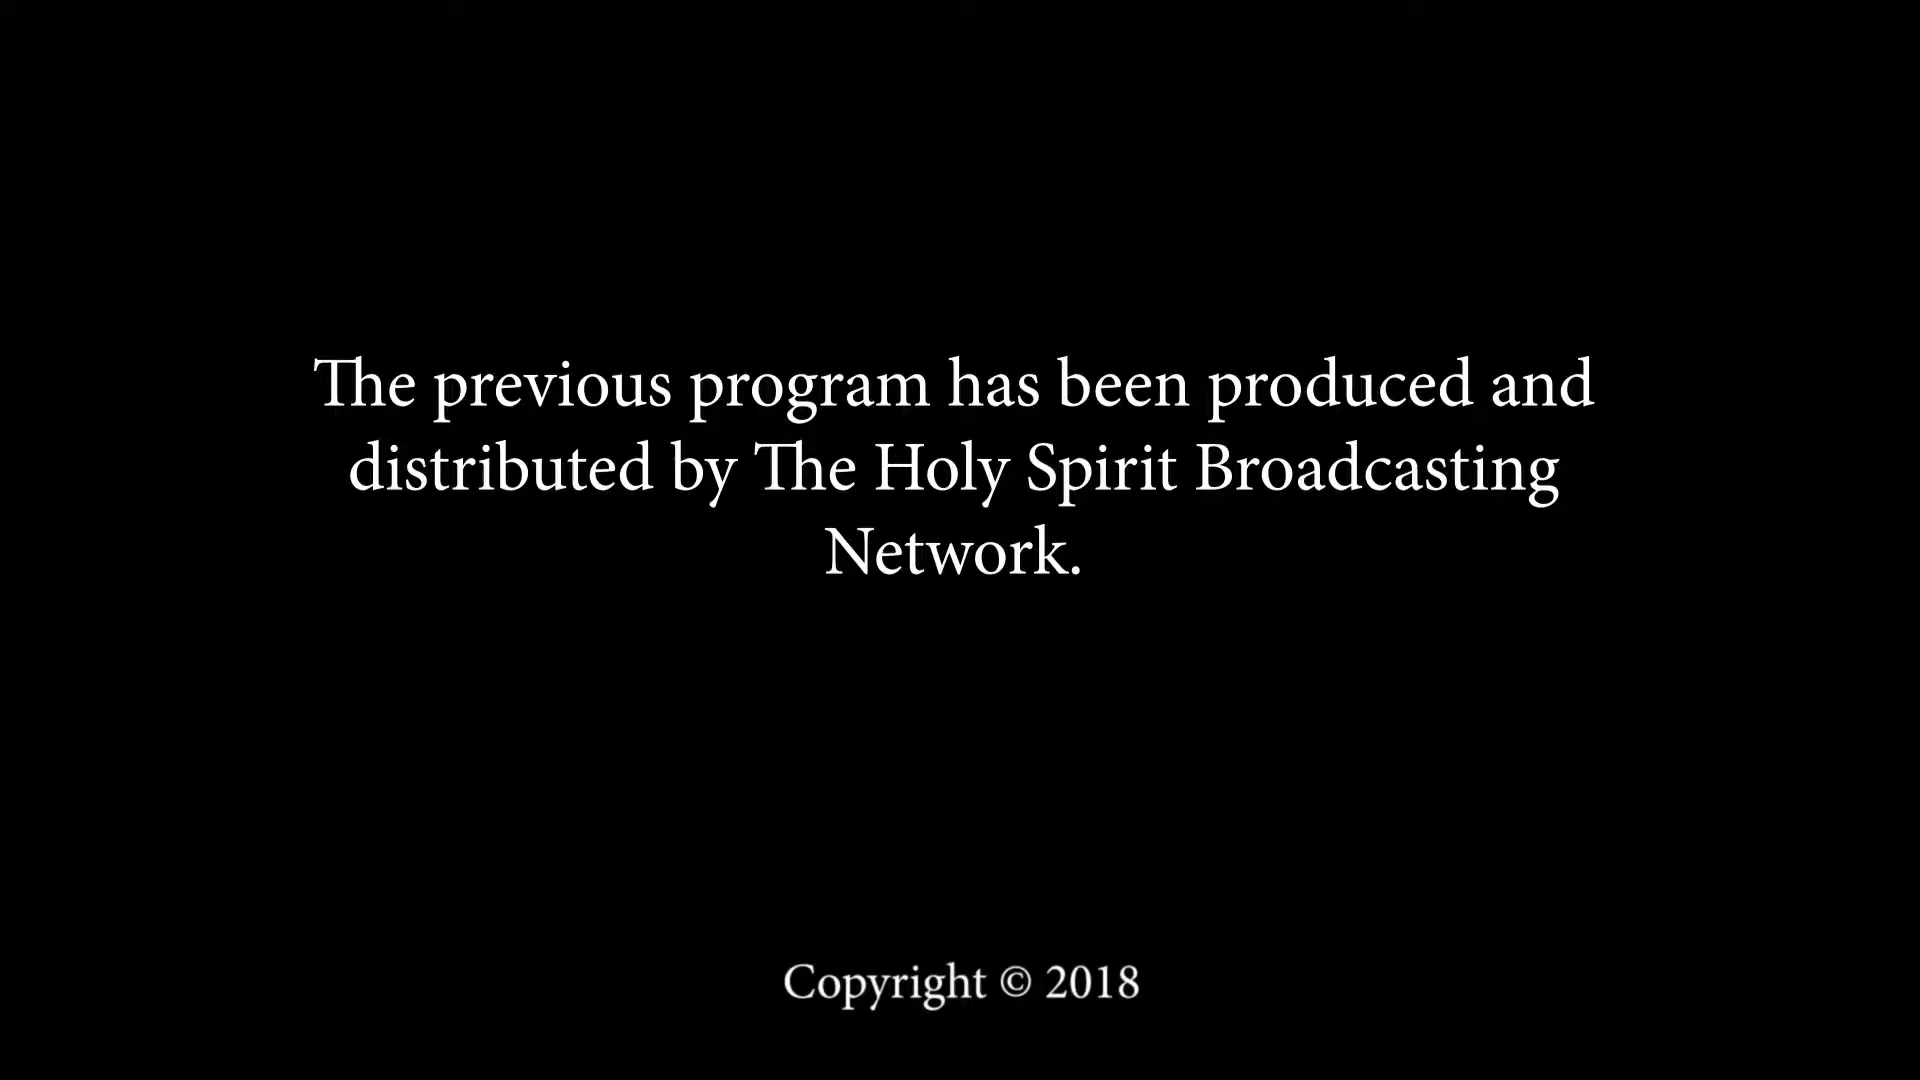 The previous program has been produced and
distributed by The Holy Spirit Broadcasting
Network.
Copyright © 2018